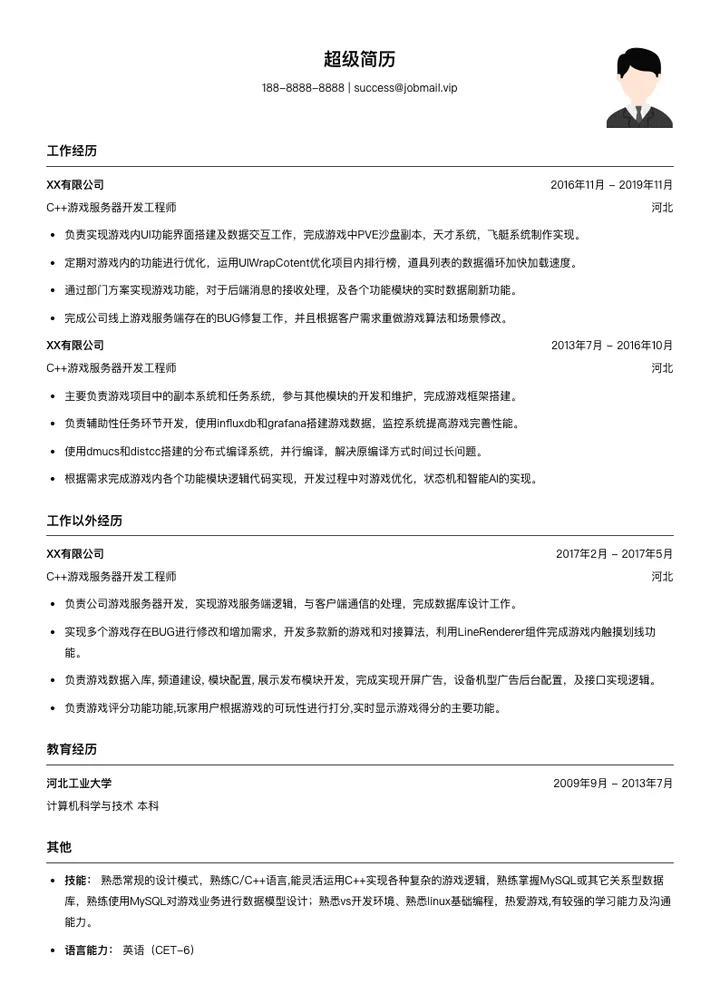 超级简历
188-8888-8888 | success@jobmail.vip
工作经历
XX有限公司 2016年11月 – 2019年11月
C++游戏服务器开发工程师 河北
• 负责实现游戏内UI功能界面搭建及数据交互工作，完成游戏中PVE沙盘副本，天才系统，飞艇系统制作实现。
• 定期对游戏内的功能进行优化，运用UIWrapCotent优化项目内排行榜，道具列表的数据循环加快加载速度。
• 通过部门方案实现游戏功能，对于后端消息的接收处理，及各个功能模块的实时数据刷新功能。
• 完成公司线上游戏服务端存在的BUG修复工作，并且根据客户需求重做游戏算法和场景修改。
XX有限公司 2013年7月 – 2016年10月
C++游戏服务器开发工程师 河北
• 主要负责游戏项目中的副本系统和任务系统，参与其他模块的开发和维护，完成游戏框架搭建。
• 负责辅助性任务环节开发，使用influxdb和grafana搭建游戏数据，监控系统提高游戏完善性能。
• 使用dmucs和distcc搭建的分布式编译系统，并行编译，解决原编译方式时间过长问题。
• 根据需求完成游戏内各个功能模块逻辑代码实现，开发过程中对游戏优化，状态机和智能AI的实现。
工作以外经历
XX有限公司 2017年2月 – 2017年5月
C++游戏服务器开发工程师 河北
• 负责公司游戏服务器开发，实现游戏服务端逻辑，与客户端通信的处理，完成数据库设计工作。
• 实现多个游戏存在BUG进行修改和增加需求，开发多款新的游戏和对接算法，利用LineRenderer组件完成游戏内触摸划线功
能。
• 负责游戏数据入库, 频道建设, 模块配置, 展示发布模块开发，完成实现开屏广告，设备机型广告后台配置，及接口实现逻辑。
• 负责游戏评分功能功能,玩家用户根据游戏的可玩性进行打分,实时显示游戏得分的主要功能。
教育经历
河北工业大学 2009年9月 – 2013年7月
计算机科学与技术 本科
其他
• 技能： 熟悉常规的设计模式，熟练C/C++语言,能灵活运用C++实现各种复杂的游戏逻辑，熟练掌握MySQL或其它关系型数据
库，熟练使用MySQL对游戏业务进行数据模型设计；熟悉vs开发环境、熟悉linux基础编程，热爱游戏,有较强的学习能力及沟通
能力。
• 语言能力： 英语（CET-6）